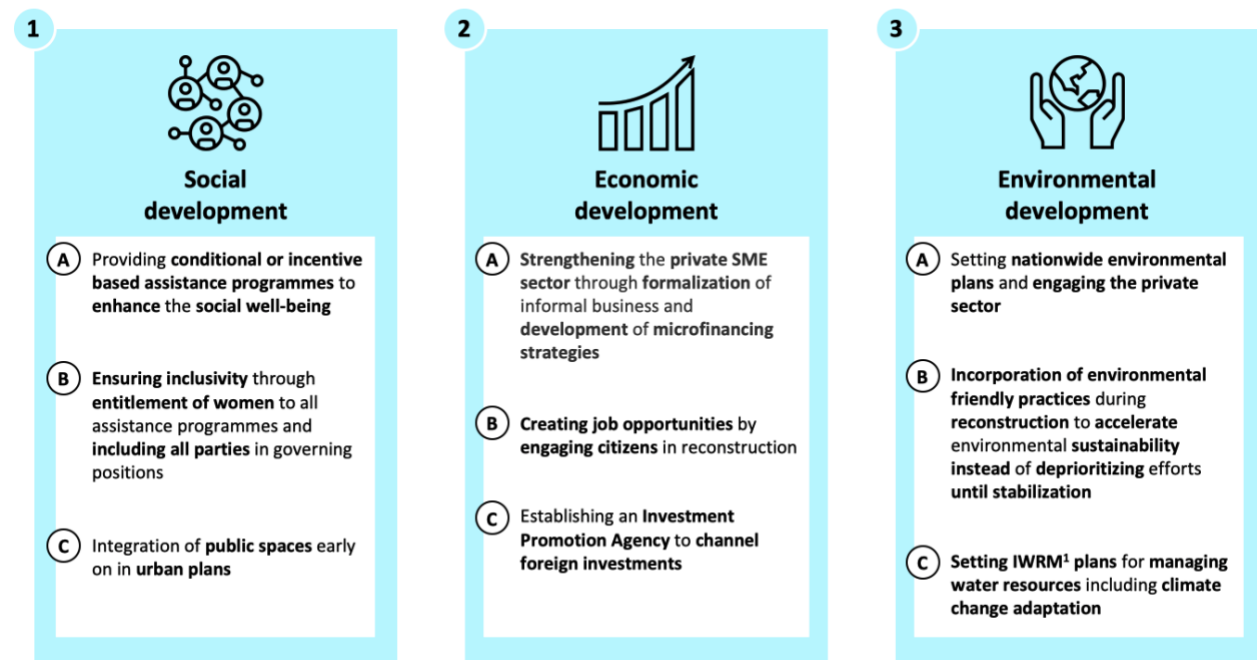 1
Social
development
A
Providing conditional or incentive
based assistance programmes to
enhance the social well-being
B
Ensuring inclusivity through
entitlement of women to all
assistance programmes and
including all parties in governing
positions
C
Integration of public spaces early
on in urban plans
2
Economic
development
A
Strengthening the private SME
sector through formalization of
informal business and
development of microfinancing
strategies
B
Creating job opportunities by
engaging citizens in reconstruction
C
Establishing an Investment
Promotion Agency to channel
foreign investments
3
Environmental
development
A
Setting nationwide environmental
plans and engaging the private
sector
B
Incorporation of environmental
friendly practices during
reconstruction to accelerate
environmental sustainability
instead of deprioritizing efforts
until stabilization
C
Setting IWRM¹ plans for managing
water resources including climate
change adaptation